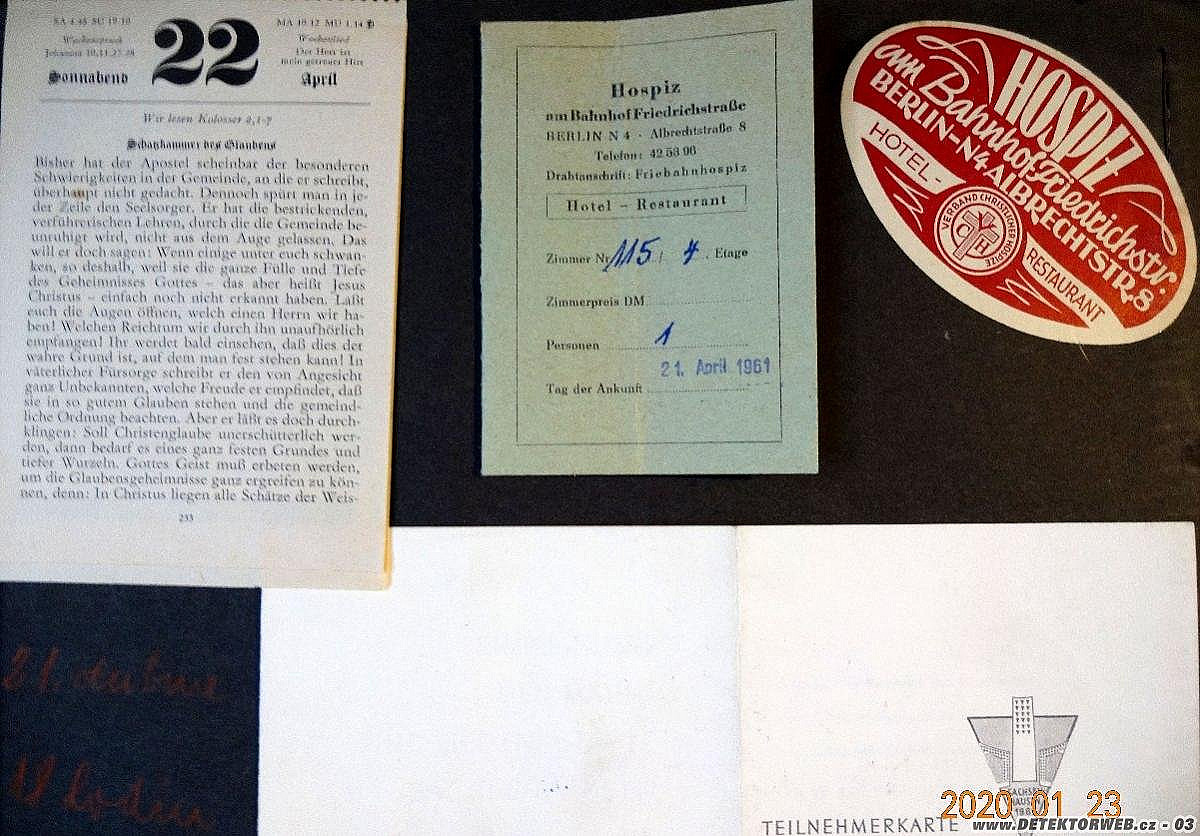 SA 4.48 SU 19.10
Wochenspruch
Johannes 10,11.27.28
Sonnabend
22
MA 10.12 MU 1.14
Wochenlied
Der Herr ist
mein getreuer Hirt
April
Wir lesen Kolosser 2,1-7
Schatzkammer des Glaubens
Bisher hat der Apostel scheinbar der besonderen
Schwierigkeiten in der Gemeinde, an die er schreibt,
überhaupt nicht gedacht. Dennoch spürt man in je-
der Zeile den Seelsorger. Er hat die bestrickenden,
verführerischen Lehren, durch die die Gemeinde be-
unruhigt wird, nicht aus dem Auge gelassen. Das
will er doch sagen: Wenn einige unter euch schwan-
ken, so deshalb, weil sie die ganze Fülle und Tiefe
des Geheimnisses Gottes – das aber heißt Jesus
Christus – einfach noch nicht erkannt haben. Laßt
euch die Augen öffnen, welch einen Herrn wir ha-
ben! Welchen Reichtum wir durch ihn unaufhörlich
empfangen! Ihr werdet bald einsehen, daß dies der
wahre Grund ist, auf dem man fest stehen kann! In
väterlicher Fürsorge schreibt er den von Angesicht
ganz Unbekannten, welche Freude er empfindet, daß
sie in so gutem Glauben stehen und die gemeind-
liche Ordnung beachten. Aber er läßt es doch durch-
klingen: Soll Christenglaube unerschütterlich wer-
den, dann bedarf es eines ganz festen Grundes und
tiefer Wurzeln. Gottes Geist muß erbeten werden,
um die Glaubensgeheimnisse ganz ergreifen zu kön-
nen, denn: In Christus liegen alle Schätze der Weis-
233
Hospiz
am Bahnhof Friedrichstraße
BERLIN N 4 · Albrechtstraße 8
Telefon: 42 53 96
Drahtanschrift: Friebahnhospiz
Hotel – Restaurant
Zimmer Nr. 115 / 4. Etage
Zimmerpreis DM
Personen 1
Tag der Ankunft 21. April 1961
HOSPIZ
am Bahnhof Friedrichstr.
BERLIN-N4 ALBRECHTSTR.8
HOTEL-
RESTAURANT
VERBAND CHRISTLICHER HOSPIZE
C H
21. dubna
18 hodin
SACHSEN
HAUSEN
TEILNEHMERKARTE
2020 01 23
www.DETEKTORWEB.cz - 03